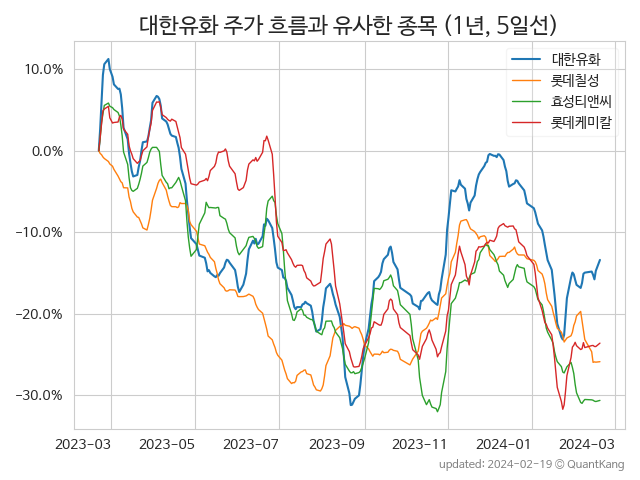 대한유화 주가 흐름과 유사한 종목 (1년, 5일선)
대한유화
롯데칠성
효성티앤씨
롯데케미칼
10.0%
0.0%
−10.0%
−20.0%
−30.0%
2023-03
2023-05
2023-07
2023-09
2023-11
2024-01
2024-03
updated: 2024-02-19 © QuantKang